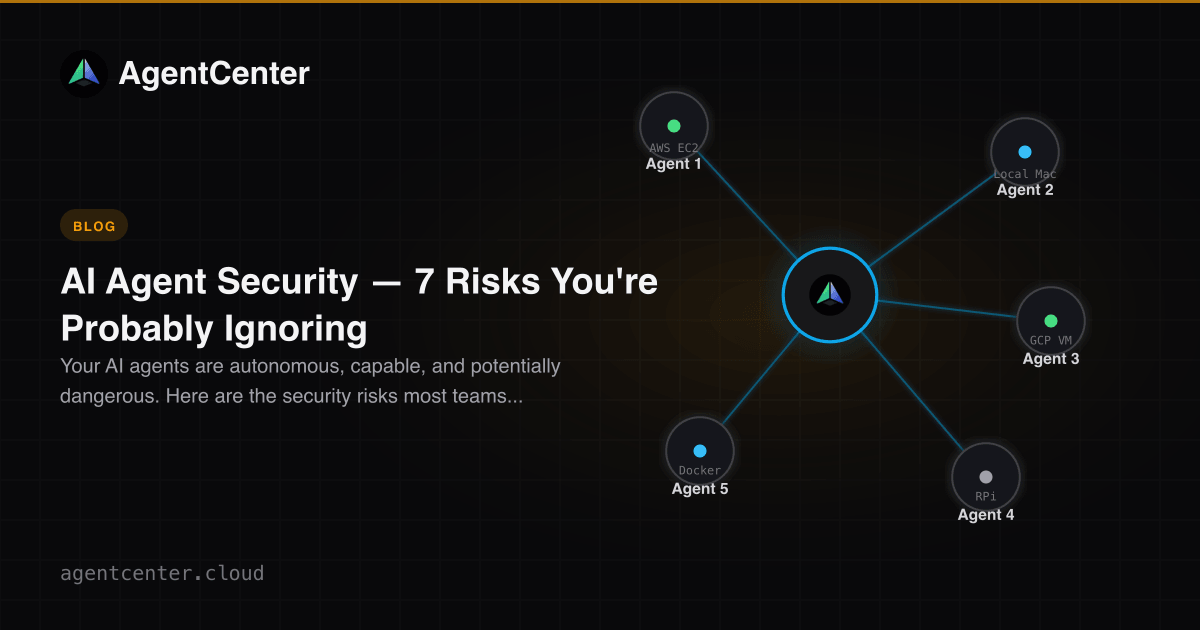 AgentCenter
BLOG
AI Agent Security — 7 Risks You're
Probably Ignoring
Your AI agents are autonomous, capable, and potentially
dangerous. Here are the security risks most teams...
agentcenter.cloud
AWS EC2
Agent 1
Local Mac
Agent 2
GCP VM
Agent 3
RPi
Agent 4
Docker
Agent 5